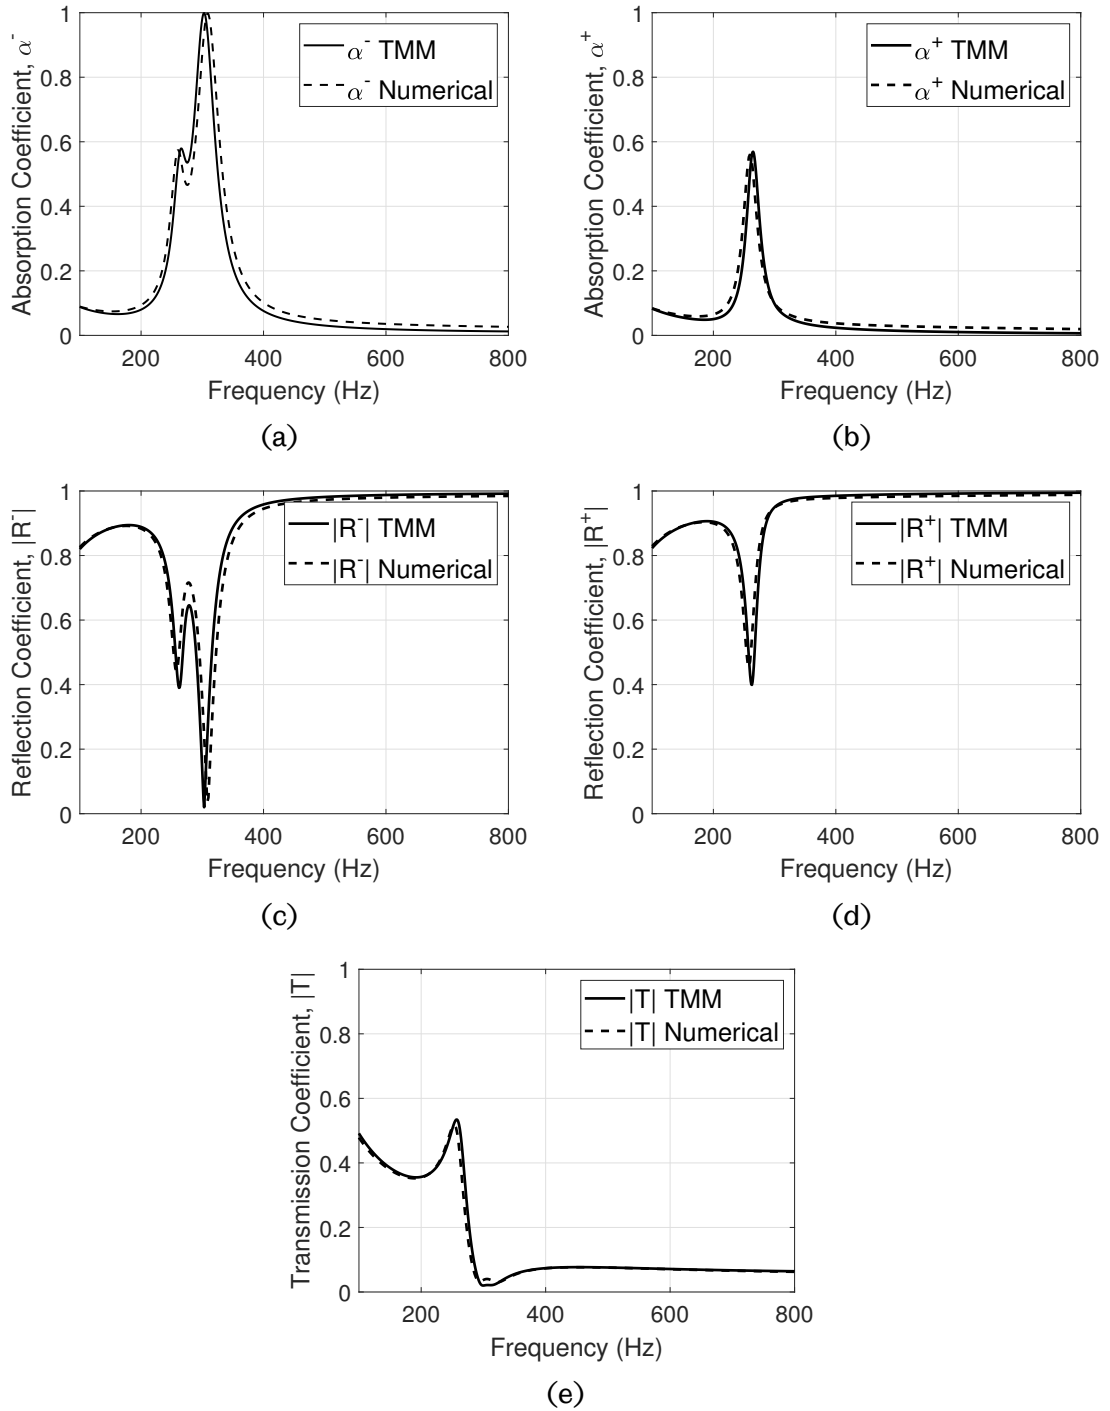 Absorption Coefficient, α⁻
1
0.8
0.6
0.4
0.2
0
200
400
600
800
Frequency (Hz)
α⁻ TMM
α⁻ Numerical
(a)
Absorption Coefficient, α⁺
1
0.8
0.6
0.4
0.2
0
200
400
600
800
Frequency (Hz)
α⁺ TMM
α⁺ Numerical
(b)
Reflection Coefficient, |R⁻|
1
0.8
0.6
0.4
0.2
0
200
400
600
800
Frequency (Hz)
|R⁻| TMM
|R⁻| Numerical
(c)
Reflection Coefficient, |R⁺|
1
0.8
0.6
0.4
0.2
0
200
400
600
800
Frequency (Hz)
|R⁺| TMM
|R⁺| Numerical
(d)
Transmission Coefficient, |T|
1
0.8
0.6
0.4
0.2
0
200
400
600
800
Frequency (Hz)
|T| TMM
|T| Numerical
(e)